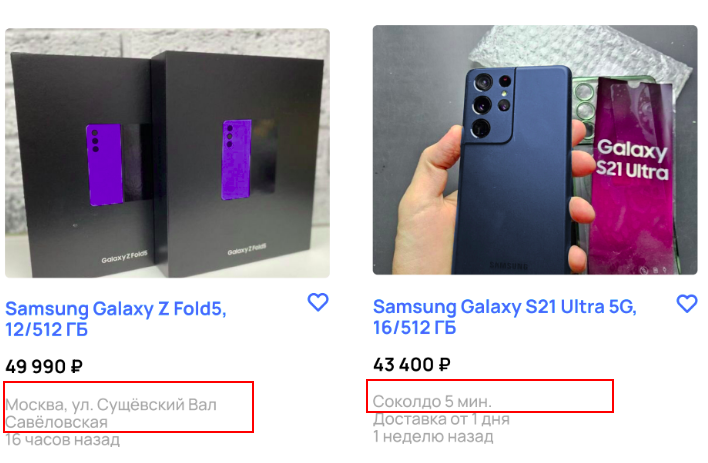 Galaxy Z Fold5
Galaxy Z Fold5
Samsung Galaxy Z Fold5,
12/512 ГБ
49 990 ₽
Москва, ул. Сущёвский Вал
Савёловская
16 часов назад
Galaxy
S21 Ultra
SAMSUNG
Samsung Galaxy S21 Ultra 5G,
16/512 ГБ
43 400 ₽
Соколдо 5 мин.
Доставка от 1 дня
1 неделю назад